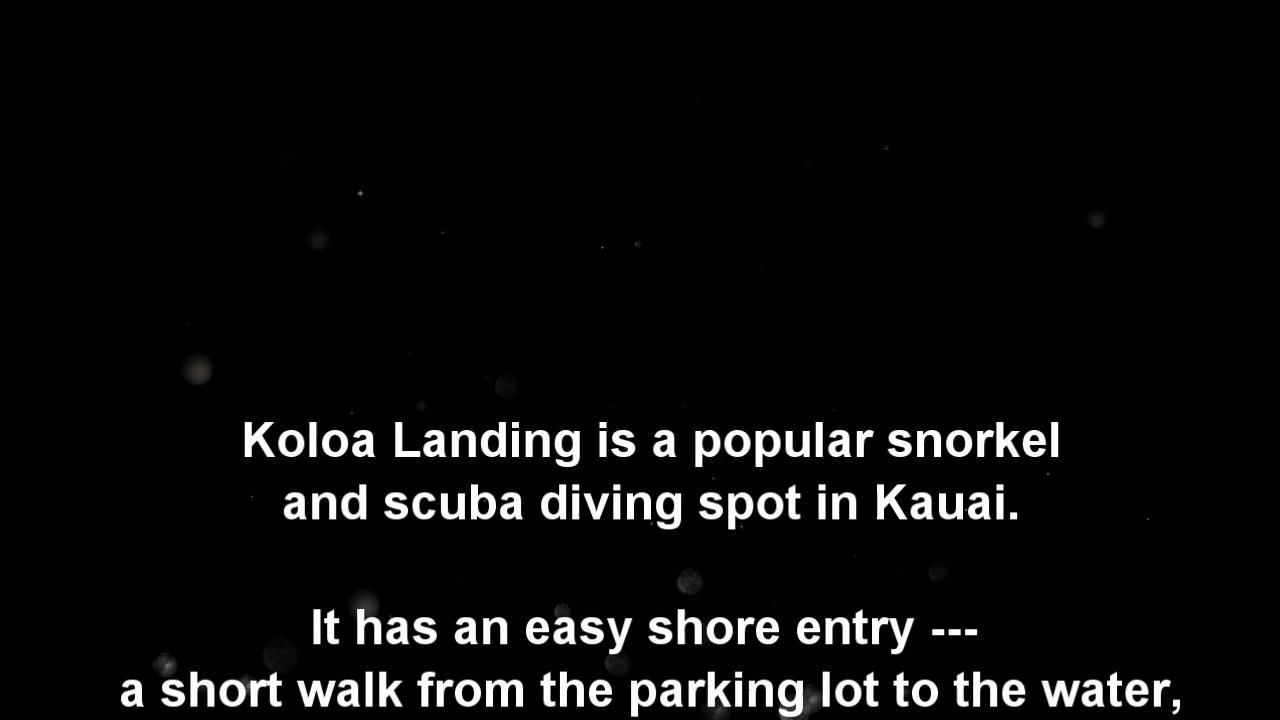 Koloa Landing is a popular snorkel
and scuba diving spot in Kauai.
It has an easy shore entry ---
a short walk from the parking lot to the water,